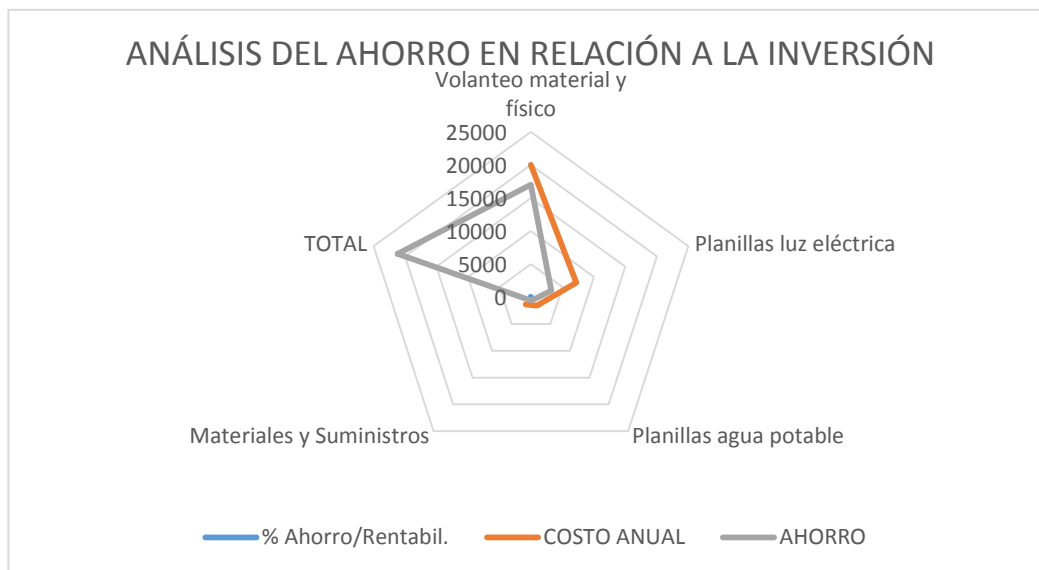 ANÁLISIS DEL AHORRO EN RELACIÓN A LA INVERSIÓN
Volanteo material y
físico
25000
20000
15000
10000
5000
0
TOTAL
Planillas luz eléctrica
Materiales y Suministros
Planillas agua potable
% Ahorro/Rentabil.
COSTO ANUAL
AHORRO